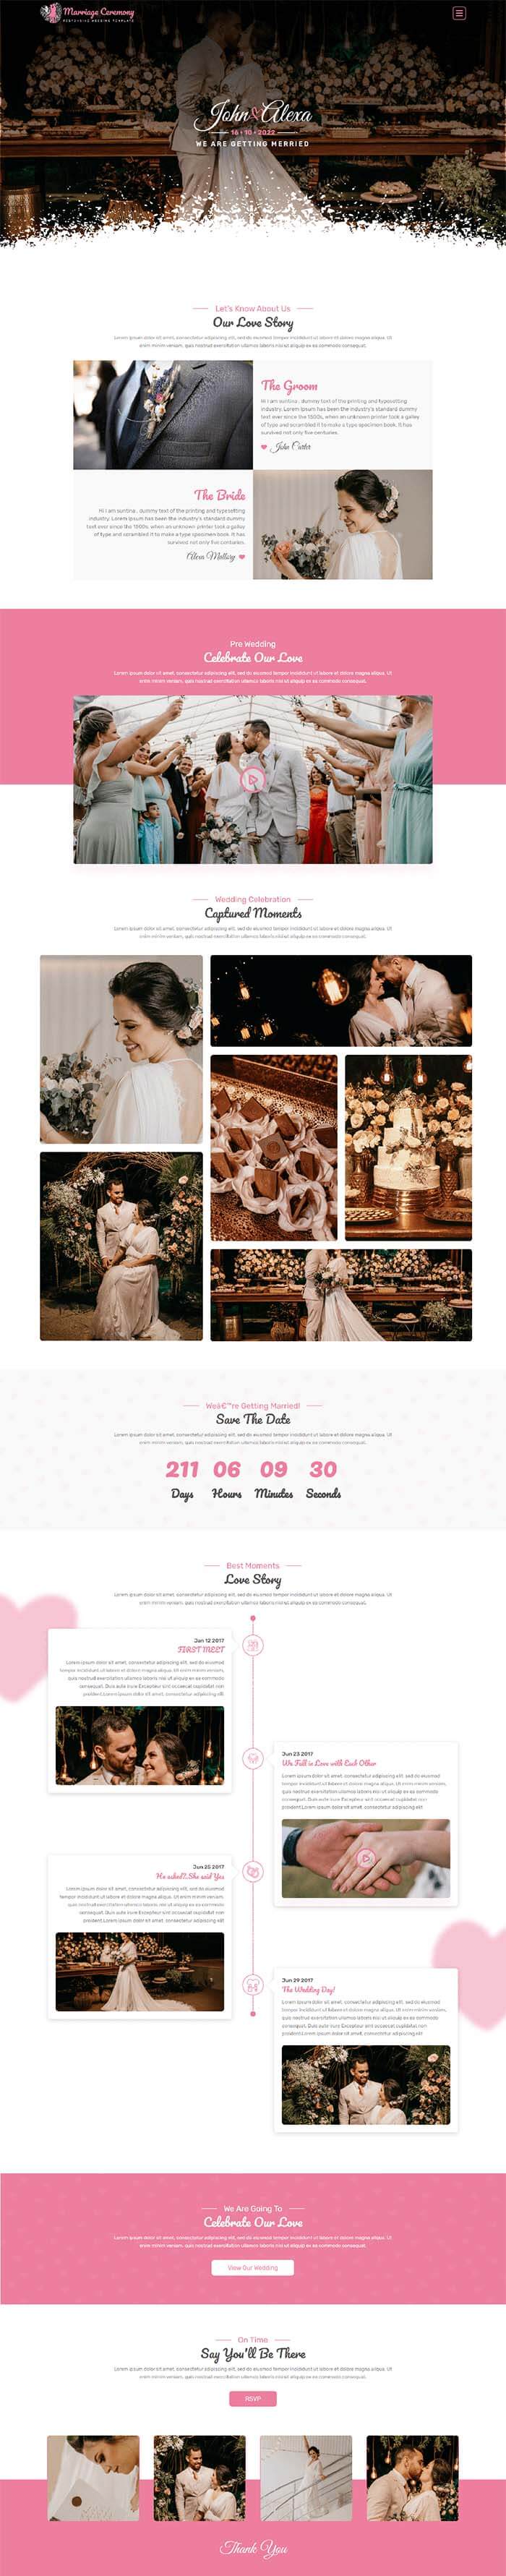 Marriage Ceremony
RESPONSIVE WEDDING TEMPLATE
John Alexa
16 • 10 • 2022
WE ARE GETTING MERRIED
Let's Know About Us
Our Love Story
Lorem ipsum dolor sit amet, consectetur adipiscing elit, sed do eiusmod tempor incididunt ut labore et dolore magna aliqua. Ut
enim minim veniam, quis nostrud exercitation ullamco laboris nisi ut aliquip ex ea commodo consequat.
The Groom
Hi I am suntina.. dummy text of the printing and typesetting
industry. Lorem Ipsum has been the industry's standard dummy
text ever since the 1500s, when an unknown printer took a galley
of type and scrambled it to make a type specimen book. It has
survived not only five centuries.
John Carter
The Bride
Hi I am suntina.. dummy text of the printing and typesetting
industry. Lorem Ipsum has been the industry's standard dummy
text ever since the 1500s, when an unknown printer took a galley
of type and scrambled it to make a type specimen book. It has
survived not only five centuries.
Alexa Mallory
Pre Wedding
Celebrate Our Love
Lorem ipsum dolor sit amet, consectetur adipiscing elit, sed do eiusmod tempor incididunt ut labore et dolore magna aliqua. Ut
enim minim veniam, quis nostrud exercitation ullamco laboris nisi ut aliquip ex ea commodo consequat.
Wedding Celebration
Captured Moments
Lorem ipsum dolor sit amet, consectetur adipiscing elit, sed do eiusmod tempor incididunt ut labore et dolore magna aliqua. Ut
enim minim veniam, quis nostrud exercitation ullamco laboris nisi ut aliquip ex ea commodo consequat.
Weâ€™re Getting Married!
Save The Date
Lorem ipsum dolor sit amet, consectetur adipiscing elit, sed do eiusmod tempor incididunt ut labore et dolore magna aliqua. Ut
enim minim veniam, quis nostrud exercitation ullamco laboris nisi ut aliquip ex ea commodo consequat.
211 06 09 30
Days Hours Minutes Seconds
Best Moments
Love Story
Lorem ipsum dolor sit amet, consectetur adipiscing elit, sed do eiusmod tempor incididunt ut labore et dolore magna aliqua. Ut
enim minim veniam, quis nostrud exercitation ullamco laboris nisi ut aliquip ex ea commodo consequat.
Jan 12 2017
FIRST MEET
Lorem ipsum dolor sit amet, consectetur adipiscing elit, sed do eiusmod
tempor incididunt ut labore et dolore magna aliqua. Ut enim minim veniam,
quis nostrud exercitation ullamco laboris nisi ut aliquip ex ea commodo
consequat. Duis aute irure Excepteur sint occaecat cupidatat non
proident Lorem ipsum dolor sit amet, consectetur adipiscing elit
Jun 23 2017
We Fall in Love with Each Other
Lorem ipsum dolor sit amet, consectetur adipiscing elit, sed do eiusmod
tempor incididunt ut labore et dolore magna aliqua. Ut enim minim veniam,
quis nostrud exercitation ullamco laboris nisi ut aliquip ex ea commodo
consequat. Duis aute irure Excepteur sint occaecat cupidatat non
proident Lorem ipsum dolor sit amet, consectetur adipiscing elit
Jun 25 2017
He asked?..She said Yes
Lorem ipsum dolor sit amet, consectetur adipiscing elit, sed do eiusmod
tempor incididunt ut labore et dolore magna aliqua. Ut enim minim veniam,
quis nostrud exercitation ullamco laboris nisi ut aliquip ex ea commodo
consequat. Duis aute irure Excepteur sint occaecat cupidatat non
proident Lorem ipsum dolor sit amet, consectetur adipiscing elit
Jun 29 2017
The Wedding Day!
Lorem ipsum dolor sit amet, consectetur adipiscing elit, sed do eiusmod
tempor incididunt ut labore et dolore magna aliqua. Ut enim minim veniam,
quis nostrud exercitation ullamco laboris nisi ut aliquip ex ea commodo
consequat. Duis aute irure Excepteur sint occaecat cupidatat non
proident Lorem ipsum dolor sit amet, consectetur adipiscing elit
We Are Going To
Celebrate Our Love
Lorem ipsum dolor sit amet, consectetur adipiscing elit, sed do eiusmod tempor incididunt ut labore et dolore magna aliqua. Ut
enim minim veniam, quis nostrud exercitation ullamco laboris nisi ut aliquip ex ea commodo consequat.
View Our Wedding
On Time
Say You'll Be There
Lorem ipsum dolor sit amet, consectetur adipiscing elit, sed do eiusmod tempor incididunt ut labore et dolore magna aliqua. Ut
enim minim veniam, quis nostrud exercitation ullamco laboris nisi ut aliquip ex ea commodo consequat.
RSVP
Thank You